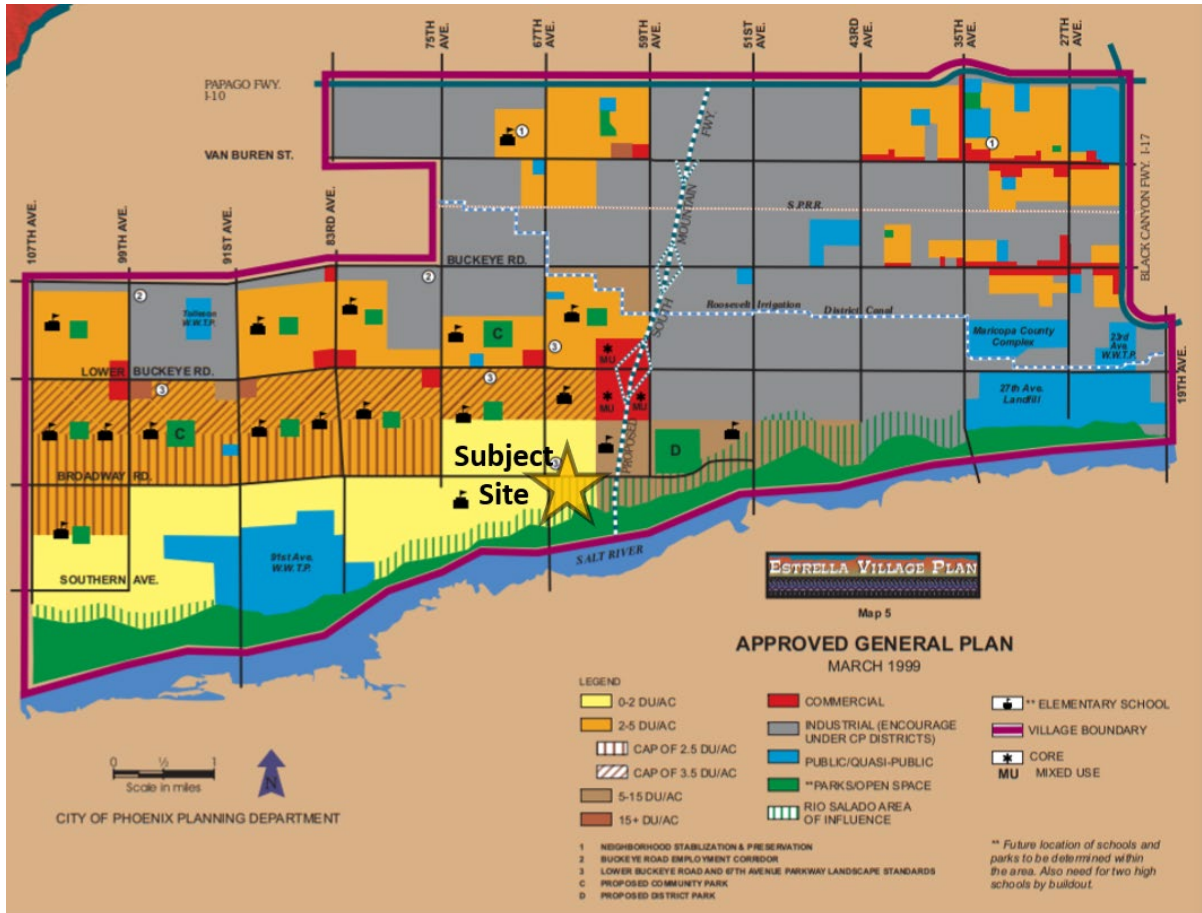 75TH
AVE.
67TH
AVE.
59TH
AVE.
51ST
AVE.
43RD
AVE.
35TH
AVE.
27TH
AVE.
PAPAGO FWY.
I-10
VAN BUREN ST.
1
1
FWY.
BLACK CANYON FWY. I-17
S.P.R.R.
MOUNTAIN
107TH AVE.
99TH AVE.
91ST AVE.
83RD AVE.
BUCKEYE RD.
2
2
Tolleson
W.W.T.P.
SOUTH
Roosevelt Irrigation
District Canal
Maricopa County
Complex
23rd
Ave.
W.W.T.P.
C
3
MU
LOWER BUCKEYE RD.
3
3
MU
MU
27th Ave.
Landfill
19TH AVE.
C
PROPOSED
D
Subject
Site
BROADWAY RD.
91st Ave.
W.W.T.P.
SALT RIVER
SOUTHERN AVE.
ESTRELLA VILLAGE PLAN
Map 5
APPROVED GENERAL PLAN
MARCH 1999
LEGEND
0-2 DU/AC
2-5 DU/AC
CAP OF 2.5 DU/AC
CAP OF 3.5 DU/AC
5-15 DU/AC
15+ DU/AC
COMMERCIAL
INDUSTRIAL (ENCOURAGE
UNDER CP DISTRICTS)
PUBLIC/QUASI-PUBLIC
**PARKS/OPEN SPACE
RIO SALADO AREA
OF INFLUENCE
** ELEMENTARY SCHOOL
VILLAGE BOUNDARY
CORE
MU MIXED USE
0 ½ 1
Scale in miles
N
CITY OF PHOENIX PLANNING DEPARTMENT
1 NEIGHBORHOOD STABILIZATION & PRESERVATION
2 BUCKEYE ROAD EMPLOYMENT CORRIDOR
3 LOWER BUCKEYE ROAD AND 67TH AVENUE PARKWAY LANDSCAPE STANDARDS
C PROPOSED COMMUNITY PARK
D PROPOSED DISTRICT PARK
** Future location of schools and
parks to be determined within
the area. Also need for two high
schools by buildout.